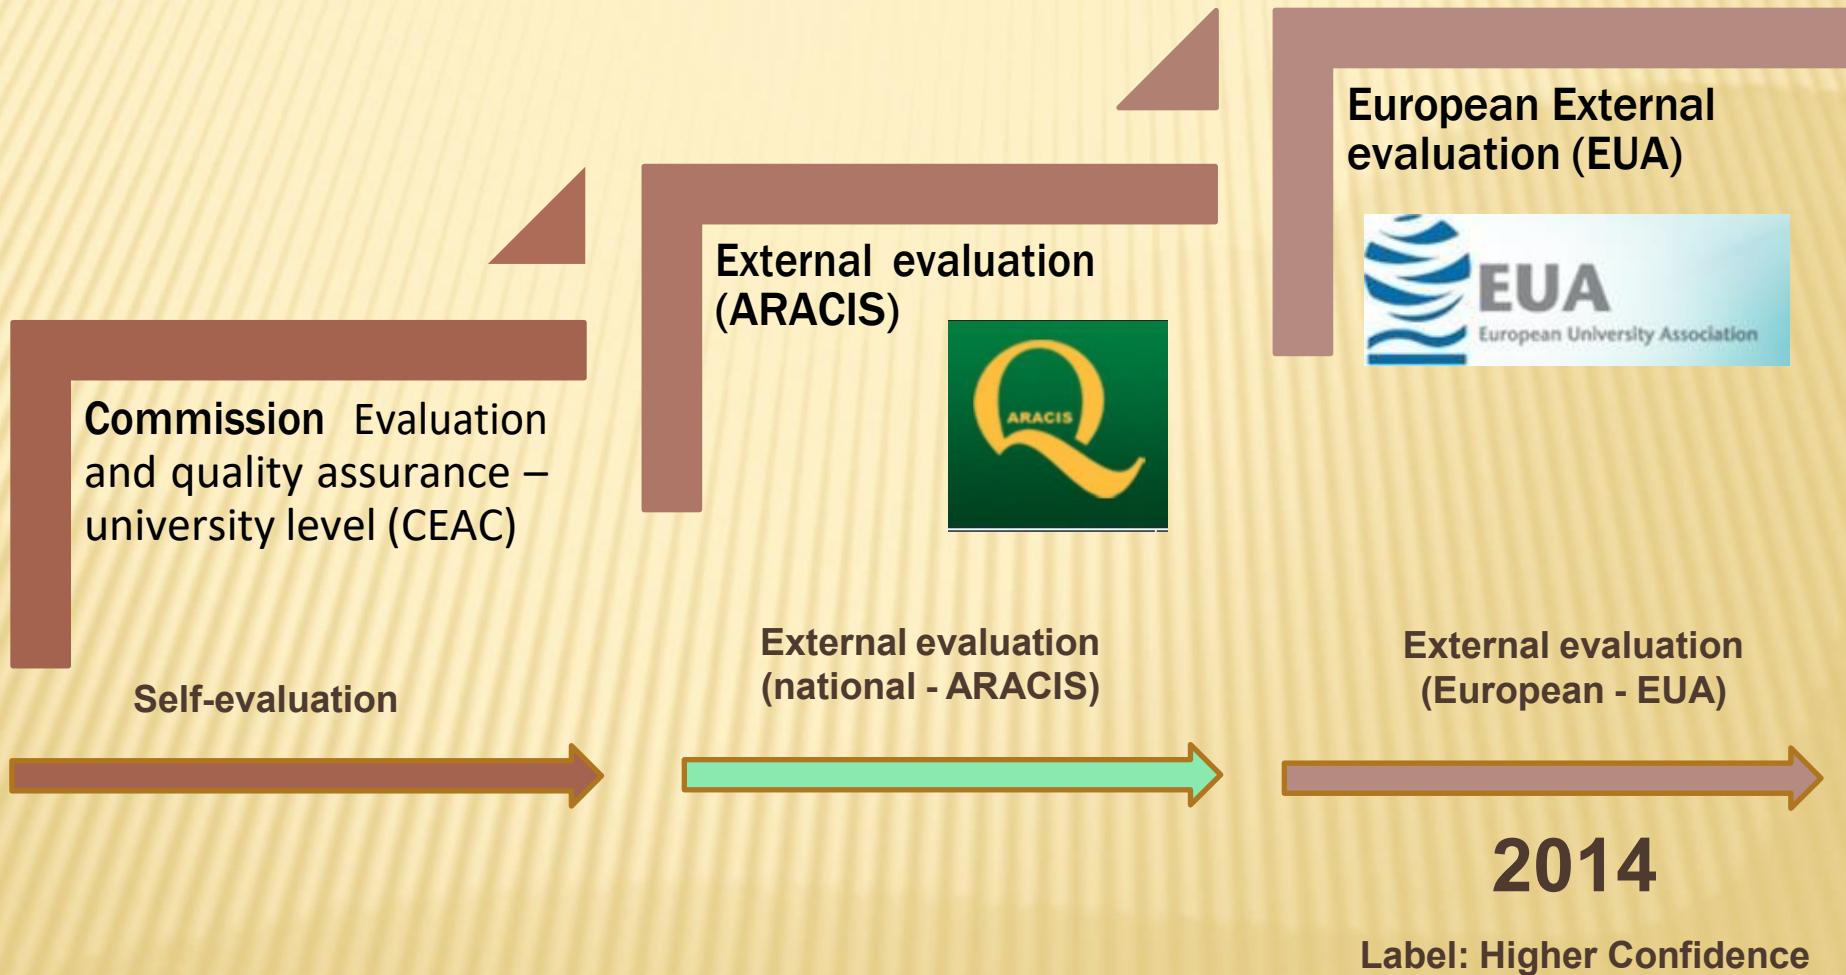 Commission Evaluation
and quality assurance –
university level (CEAC)
Self-evaluation
External evaluation
(ARACIS)
ARACIS
External evaluation
(national - ARACIS)
European External
evaluation (EUA)
EUA
European University Association
External evaluation
(European - EUA)
2014
Label: Higher Confidence